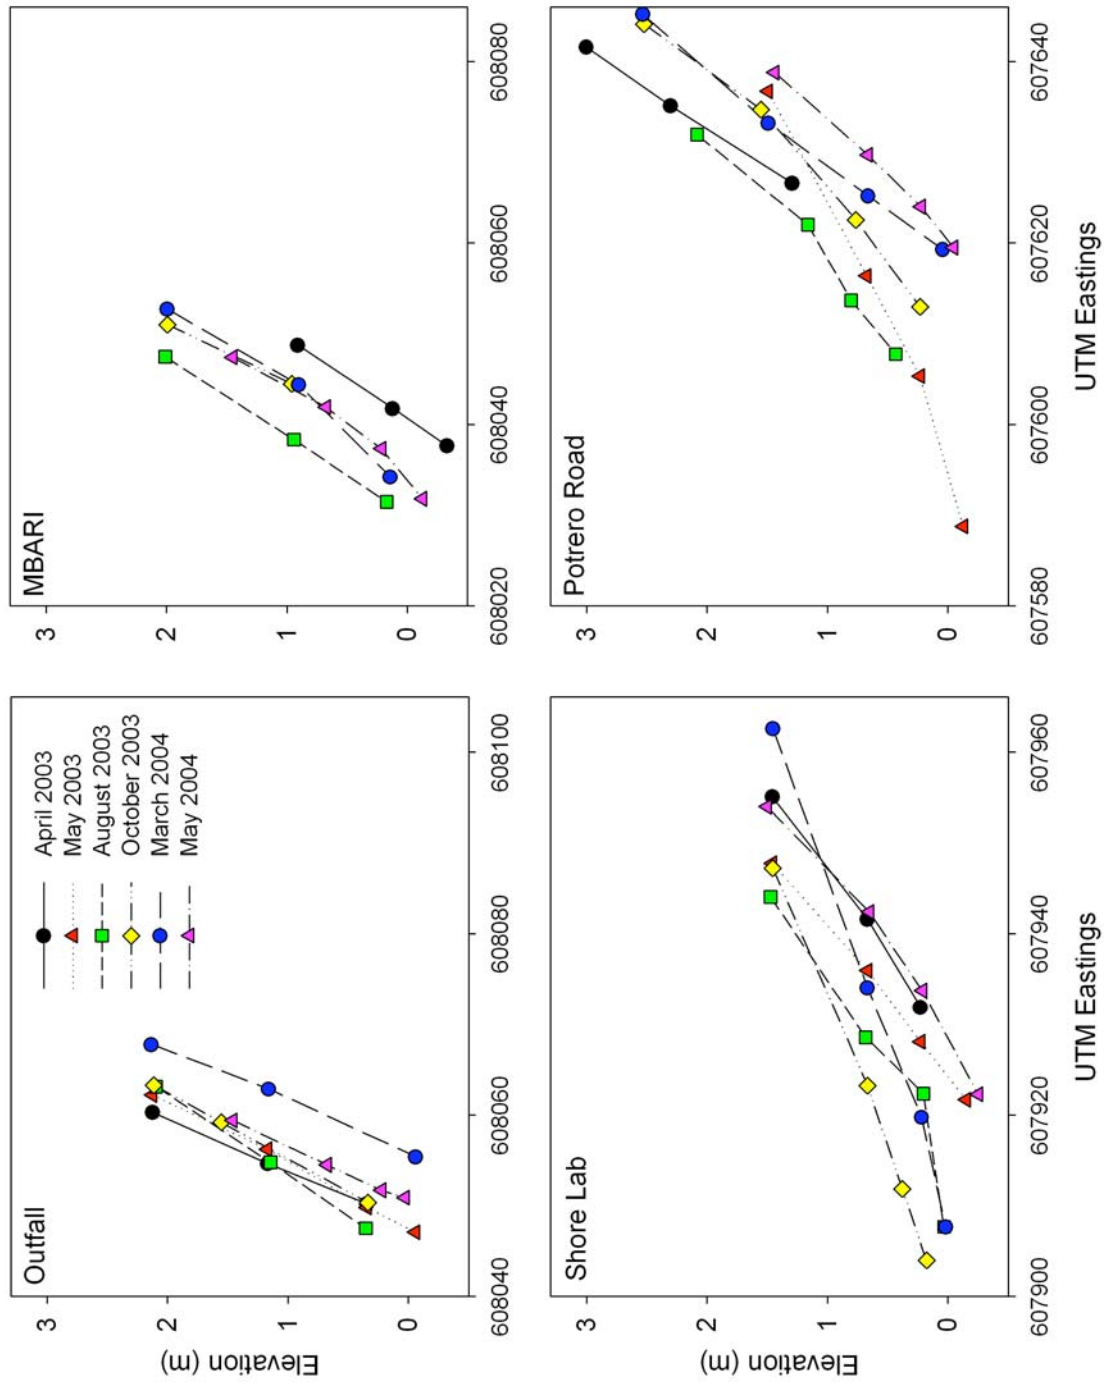 Outfall
April 2003
May 2003
August 2003
October 2003
March 2004
May 2004
Elevation (m)
3
2
1
0
608040 608060 608080 608100
MBARI
3
2
1
0
608020 608040 608060 608080
Shore Lab
Elevation (m)
3
2
1
0
607900 607920 607940 607960
UTM Eastings
Potrero Road
3
2
1
0
607580 607600 607620 607640
UTM Eastings